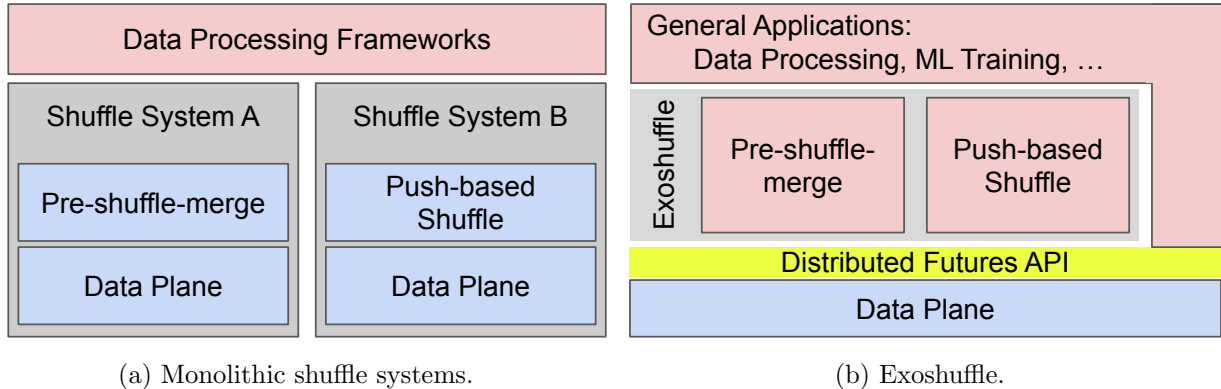 Data Processing Frameworks
Shuffle System A
Pre-shuffle-merge
Data Plane
Shuffle System B
Push-based
Shuffle
Data Plane
(a) Monolithic shuffle systems.
General Applications:
Data Processing, ML Training, …
Exoshuffle
Pre-shuffle-
merge
Push-based
Shuffle
Distributed Futures API
Data Plane
(b) Exoshuffle.